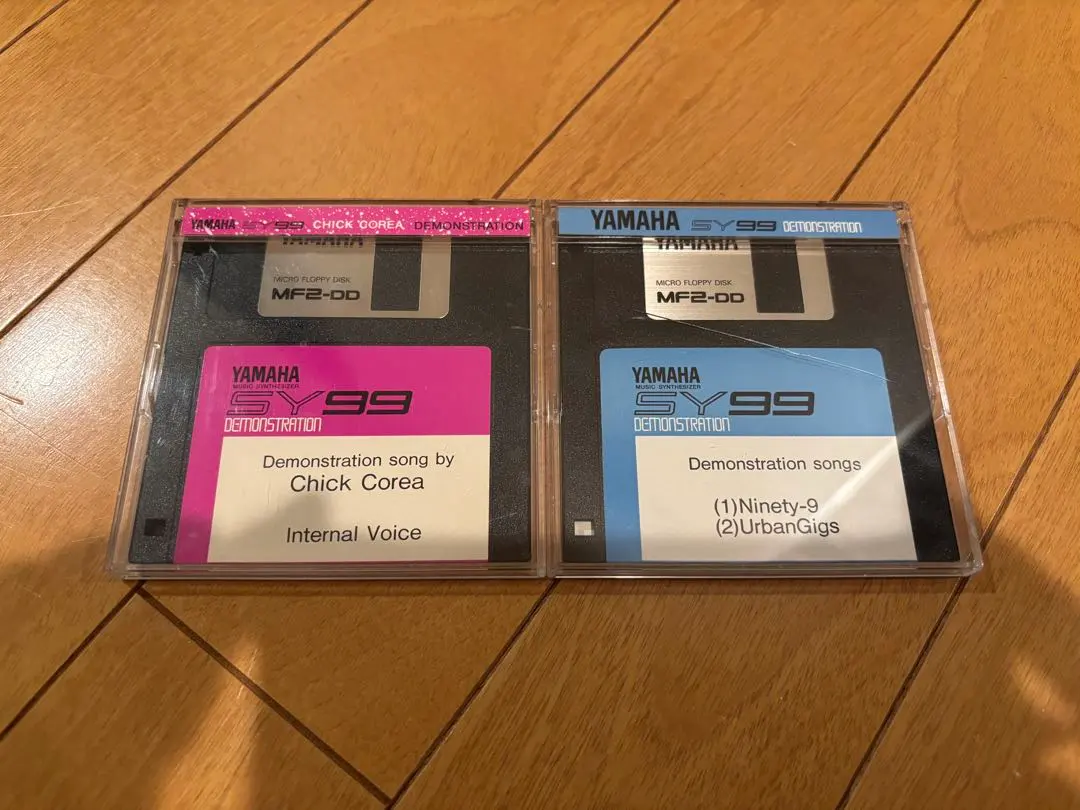 YAMAHA SY99 CHICK COREA DEMONSTRATION
YAMAHA
MICRO FLOPPY DISK
MF2-DD
YAMAHA
MUSIC SYNTHESIZER
SY99
DEMONSTRATION
Demonstration song by
Chick Corea
Internal Voice
YAMAHA SY99 DEMONSTRATION
YAMAHA
MICRO FLOPPY DISK
MF2-DD
YAMAHA
MUSIC SYNTHESIZER
SY99
DEMONSTRATION
Demonstration songs
(1)Ninety-9
(2)UrbanGigs